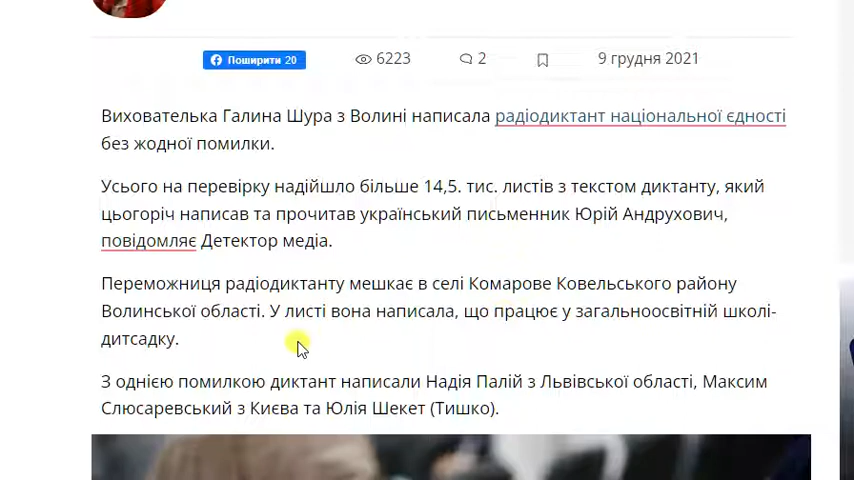 Поширити 20
6223
2
9 грудня 2021
Вихователька Галина Шура з Волині написала радіодиктант національної єдності
без жодної помилки.
Усього на перевірку надійшло більше 14,5. тис. листів з текстом диктанту, який
цьогоріч написав та прочитав український письменник Юрій Андрухович,
повідомляє Детектор медіа.
Переможниця радіодиктанту мешкає в селі Комарове Ковельського району
Волинської області. У листі вона написала, що працює у загальноосвітній школі-
дитсадку.
З однією помилкою диктант написали Надія Палій з Львівської області, Максим
Слюсаревський з Києва та Юлія Шекет (Тишко).